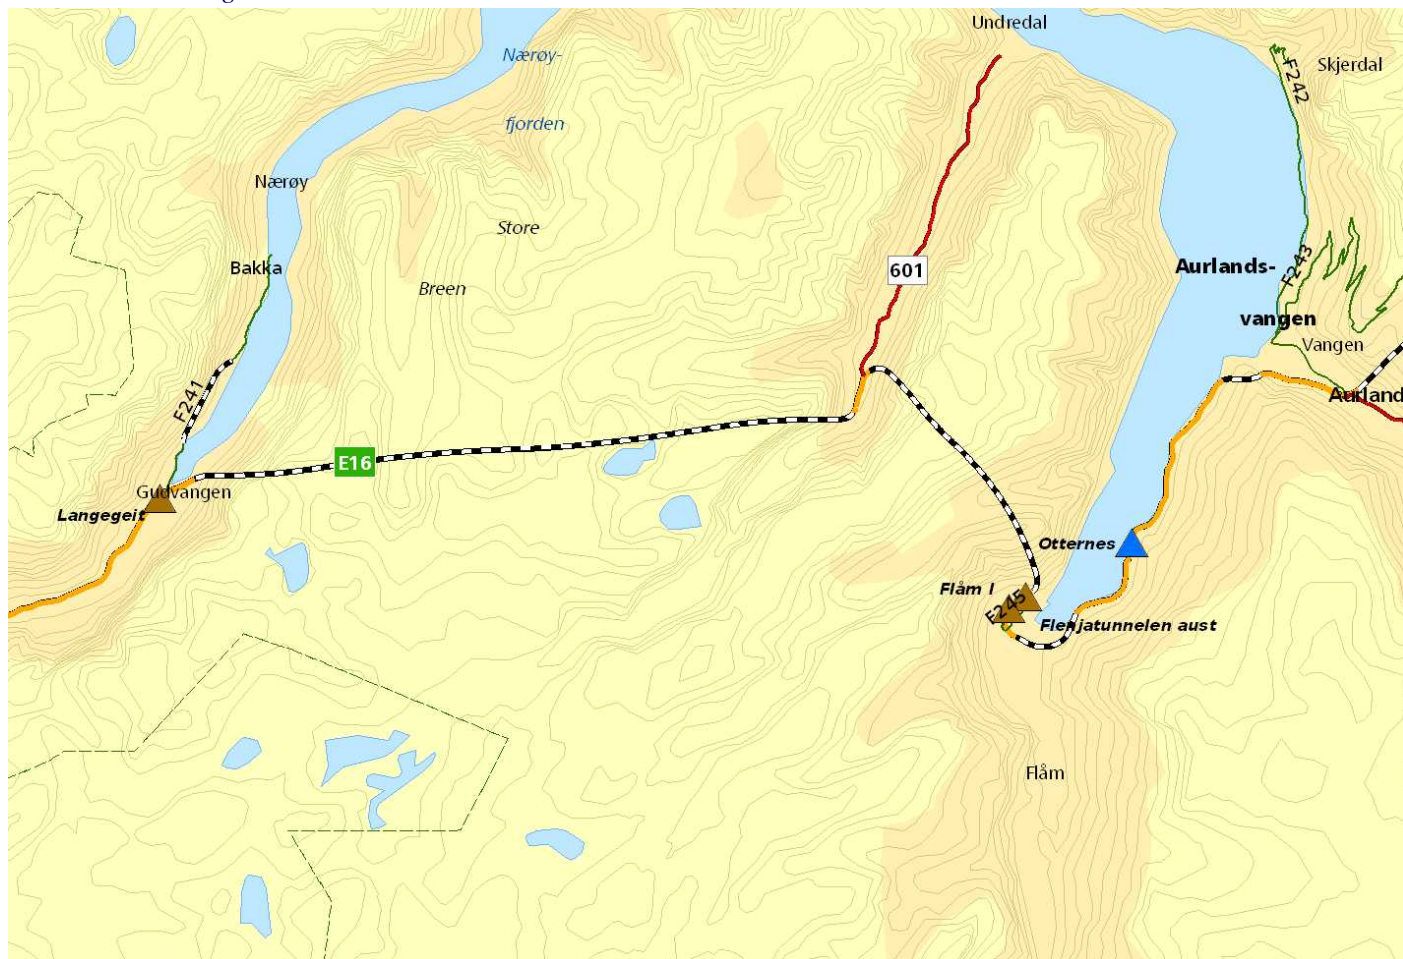 Undredal
Nærøy-
Skjerdal
F242
fjorden
Nærøy
Store
Bakka
Aurlands-
F243
601
Breen
vangen
Vangen
F241
Aurland
E16
Gudvangen
Langegeit
Otternes
Flåm I
F245
Flenjatunnelen aust
Flåm